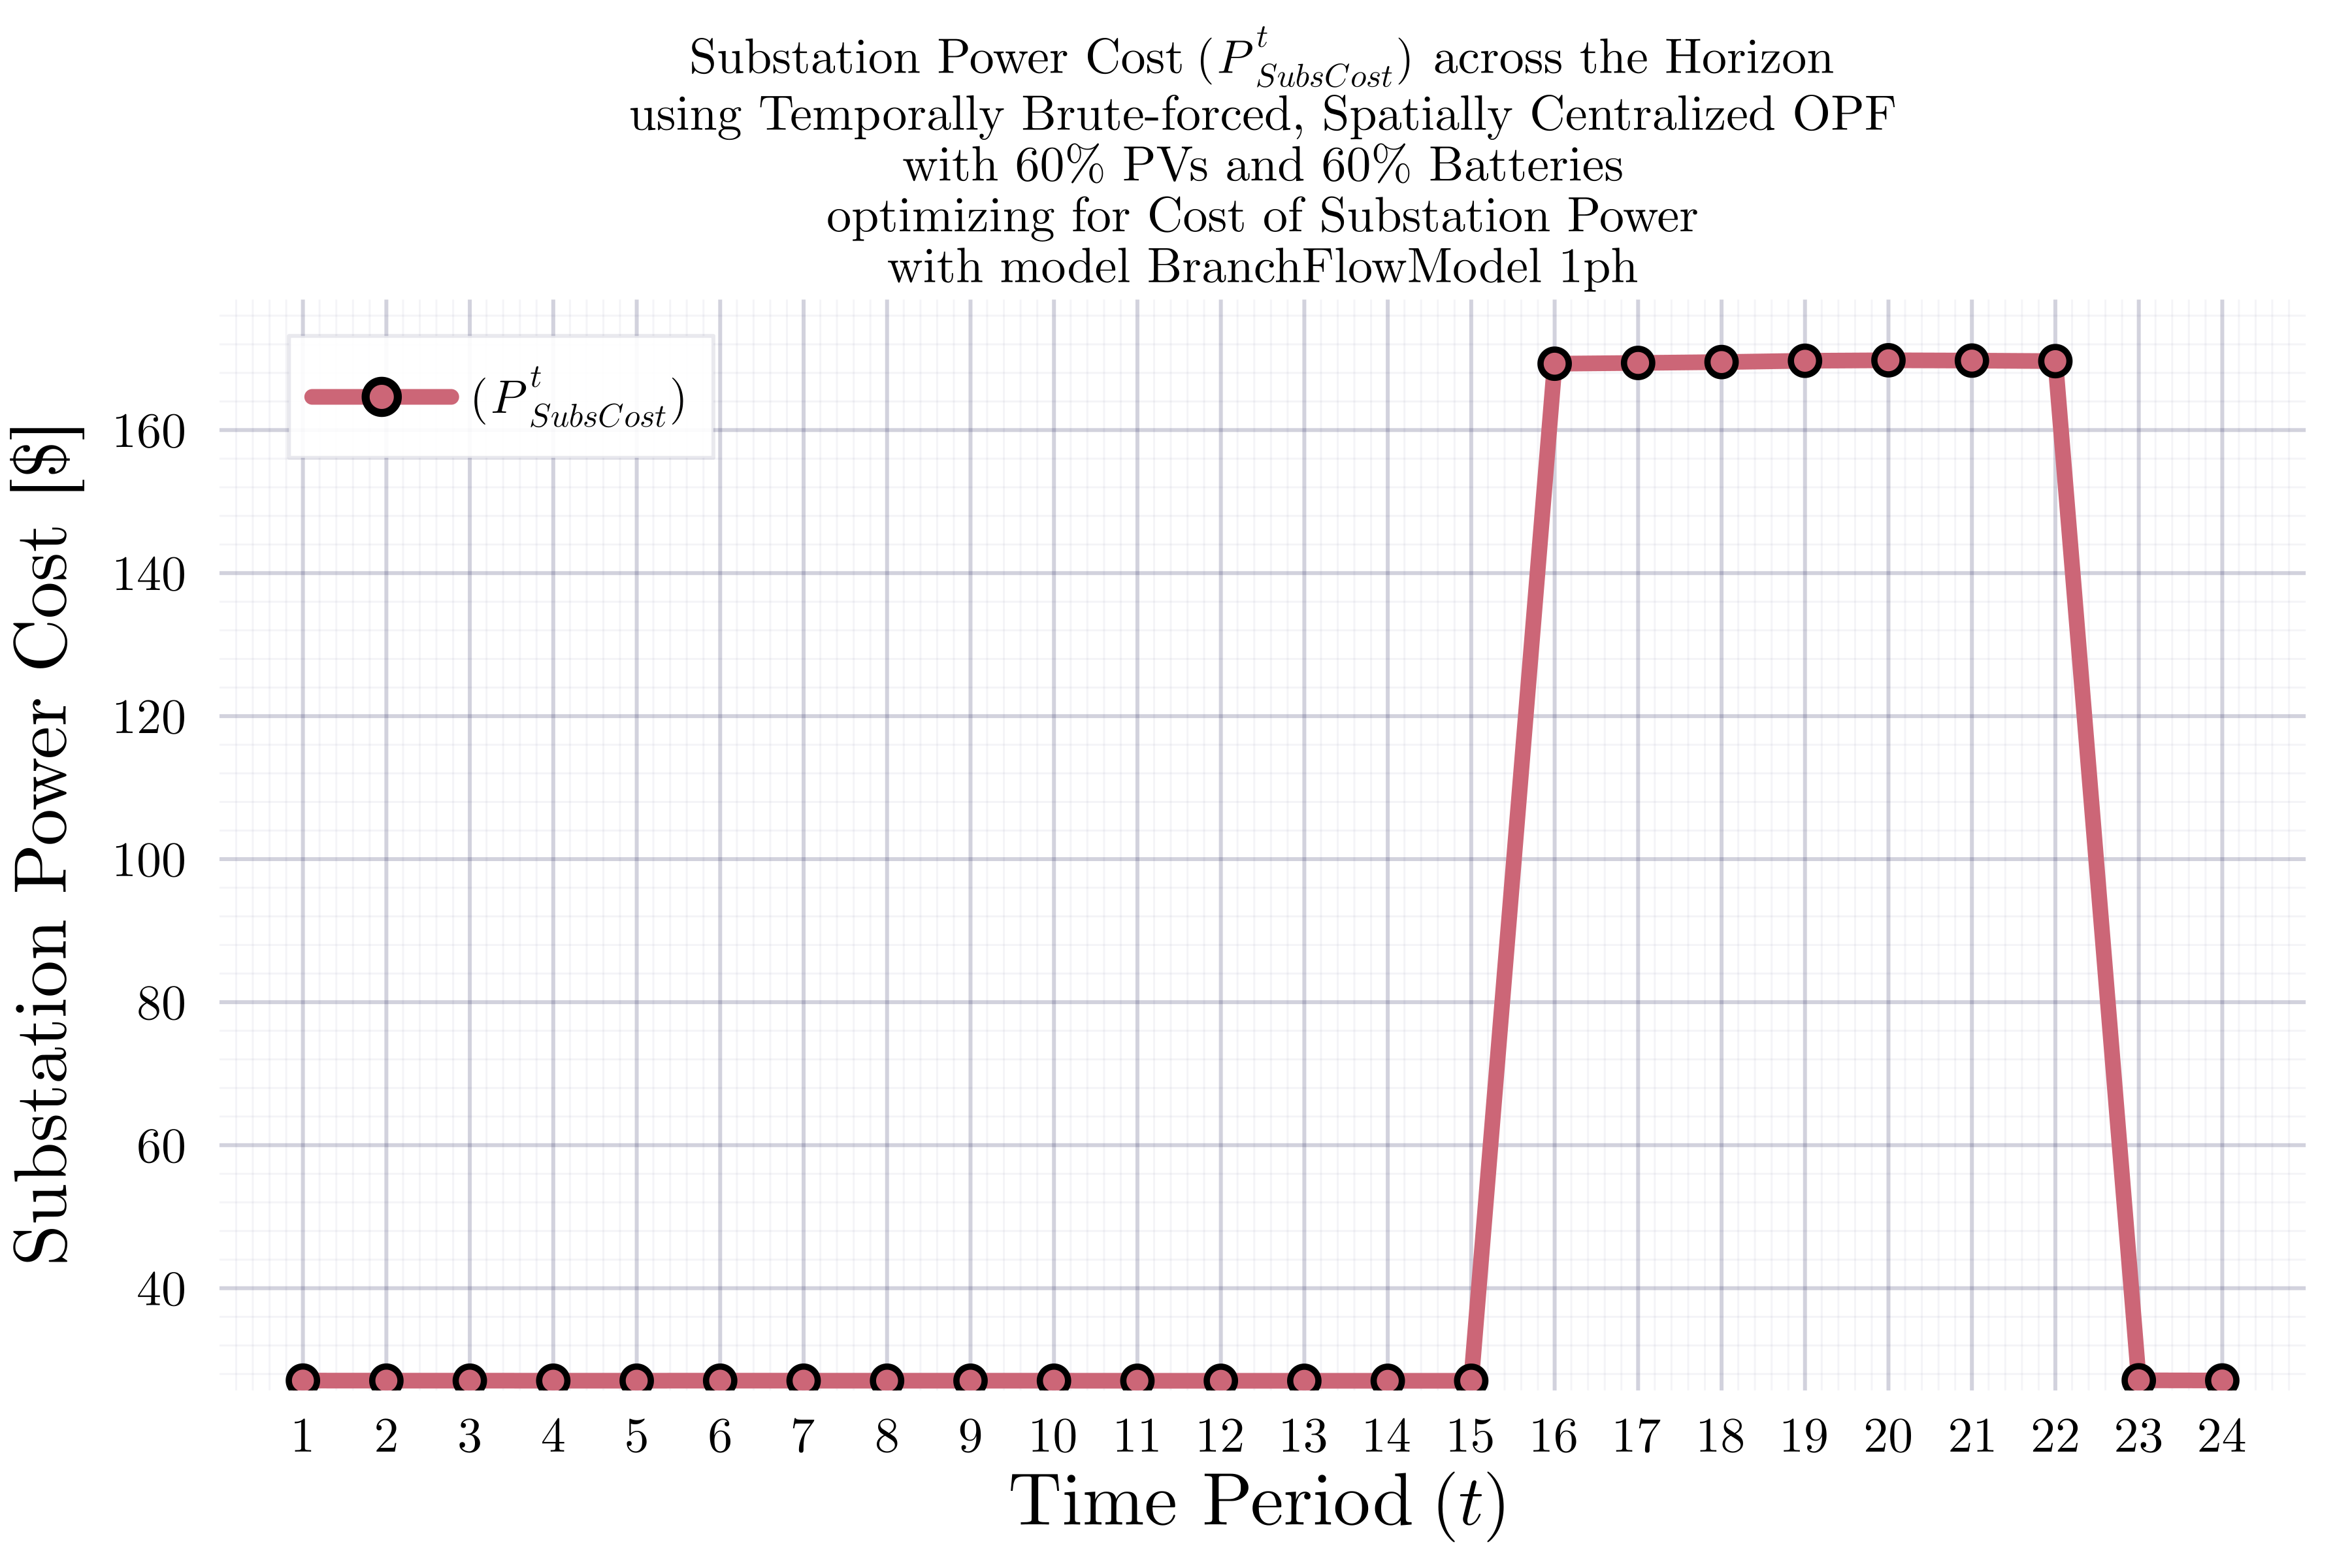 Substation Power Cost (P^t_SubsCost) across the Horizon
using Temporally Brute-forced, Spatially Centralized OPF
with 60% PVs and 60% Batteries
optimizing for Cost of Substation Power
with model BranchFlowModel 1ph
(P^t_SubsCost)
Substation Power Cost [$]
160
140
120
100
80
60
40
1 2 3 4 5 6 7 8 9 10 11 12 13 14 15 16 17 18 19 20 21 22 23 24
Time Period (t)